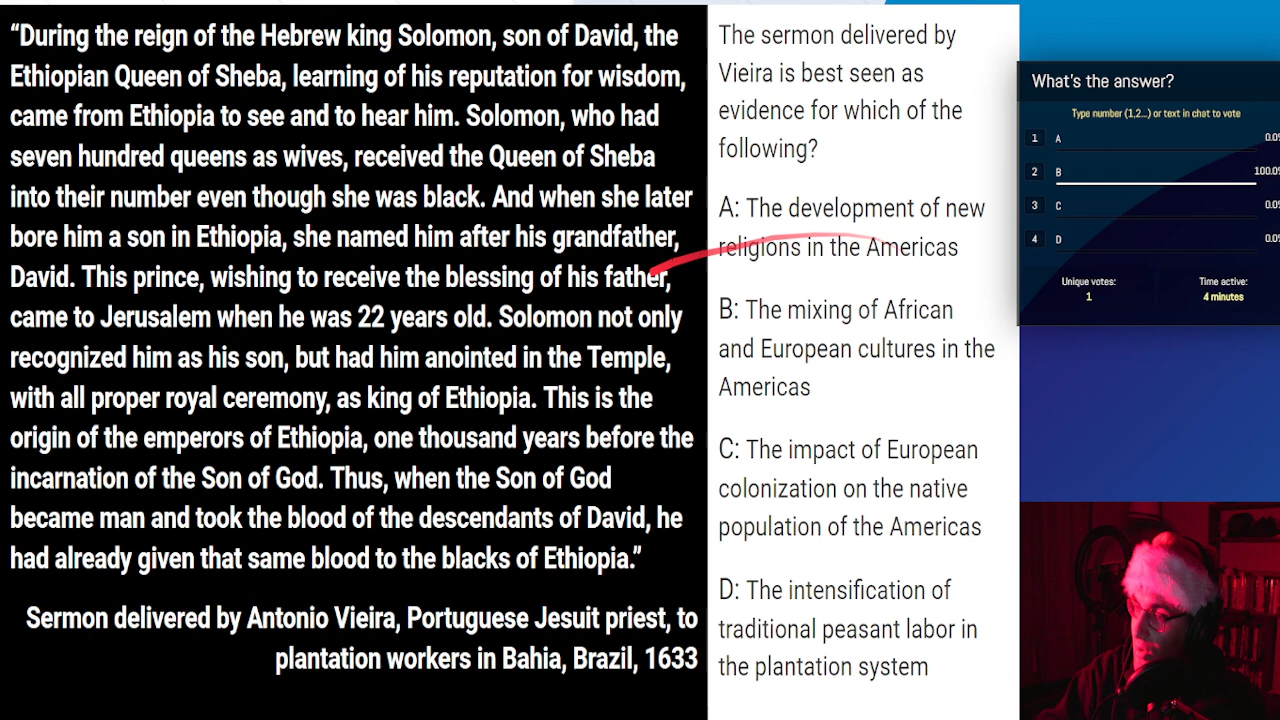 “During the reign of the Hebrew king Solomon, son of David, the
Ethiopian Queen of Sheba, learning of his reputation for wisdom,
came from Ethiopia to see and to hear him. Solomon, who had
seven hundred queens as wives, received the Queen of Sheba
into their number even though she was black. And when she later
bore him a son in Ethiopia, she named him after his grandfather,
David. This prince, wishing to receive the blessing of his father,
came to Jerusalem when he was 22 years old. Solomon not only
recognized him as his son, but had him anointed in the Temple,
with all proper royal ceremony, as king of Ethiopia. This is the
origin of the emperors of Ethiopia, one thousand years before the
incarnation of the Son of God. Thus, when the Son of God
became man and took the blood of the descendants of David, he
had already given that same blood to the blacks of Ethiopia.”
Sermon delivered by Antonio Vieira, Portuguese Jesuit priest, to
plantation workers in Bahia, Brazil, 1633
The sermon delivered by
Vieira is best seen as
evidence for which of the
following?
A: The development of new
religions in the Americas
B: The mixing of African
and European cultures in the
Americas
C: The impact of European
colonization on the native
population of the Americas
D: The intensification of
traditional peasant labor in
the plantation system
What's the answer?
Type number (1,2...) or text in chat to vote
1 A 0.0%
2 B 100.0%
3 C 0.0%
4 D 0.0%
Unique votes: Time active:
1 4 minutes